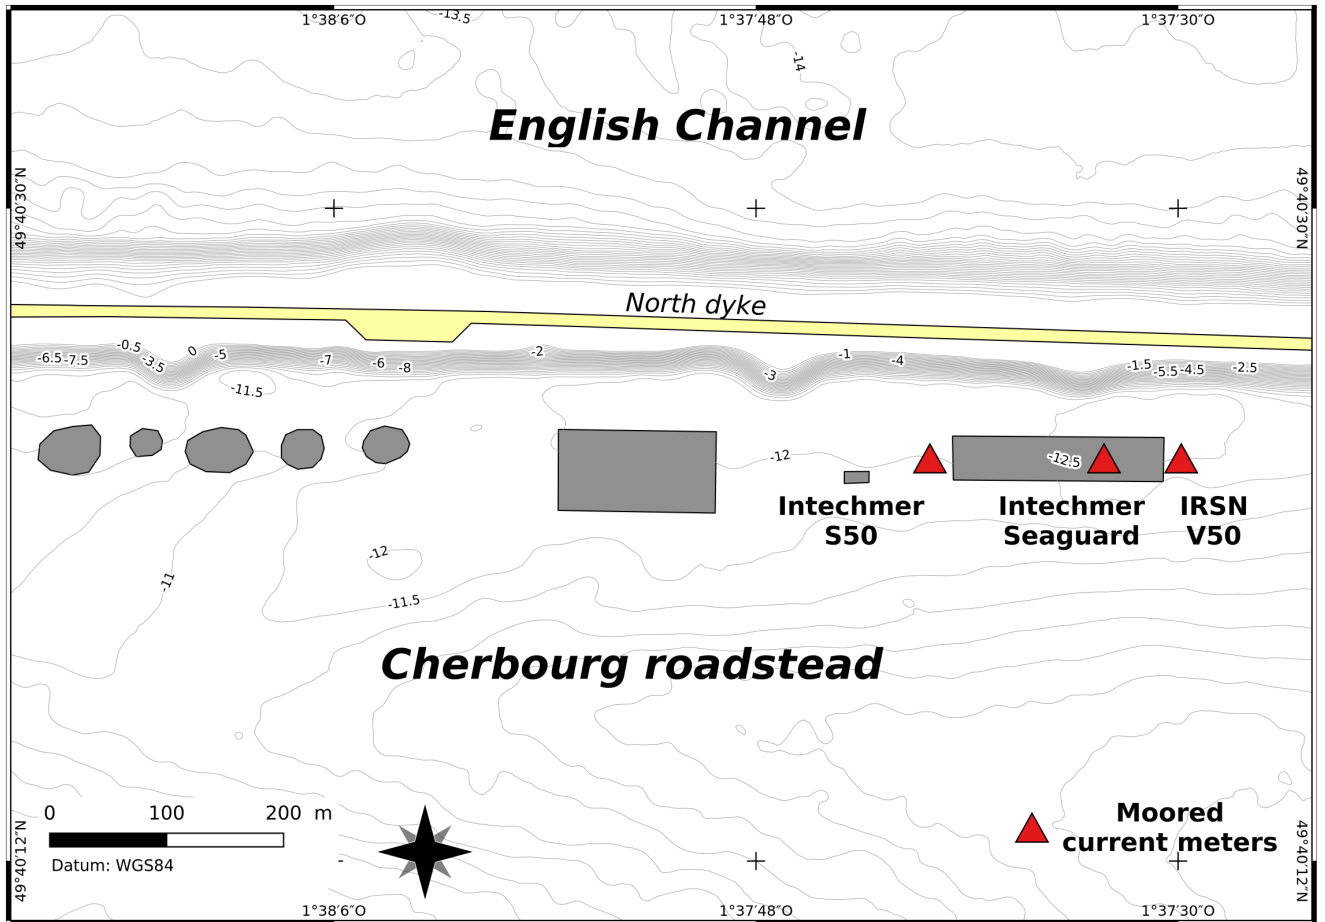 -13.5
1°38′6″O
1°37′48″O
1°37′30″O
-14
English Channel
49°40′30″N
49°40′30″N
North dyke
-6.5
-7.5
-0.5
-3.5
0
-5
-7
-6
-8
-2
-3
-1
-4
-1.5
-5.5
-4.5
-2.5
-11.5
-12
-12.5
Intechmer
S50
Intechmer
Seaguard
IRSN
V50
-12
-11
-11.5
Cherbourg roadstead
0 100 200 m
Datum: WGS84
Moored
current meters
49°40′12″N
49°40′12″N
1°38′6″O
1°37′48″O
1°37′30″O